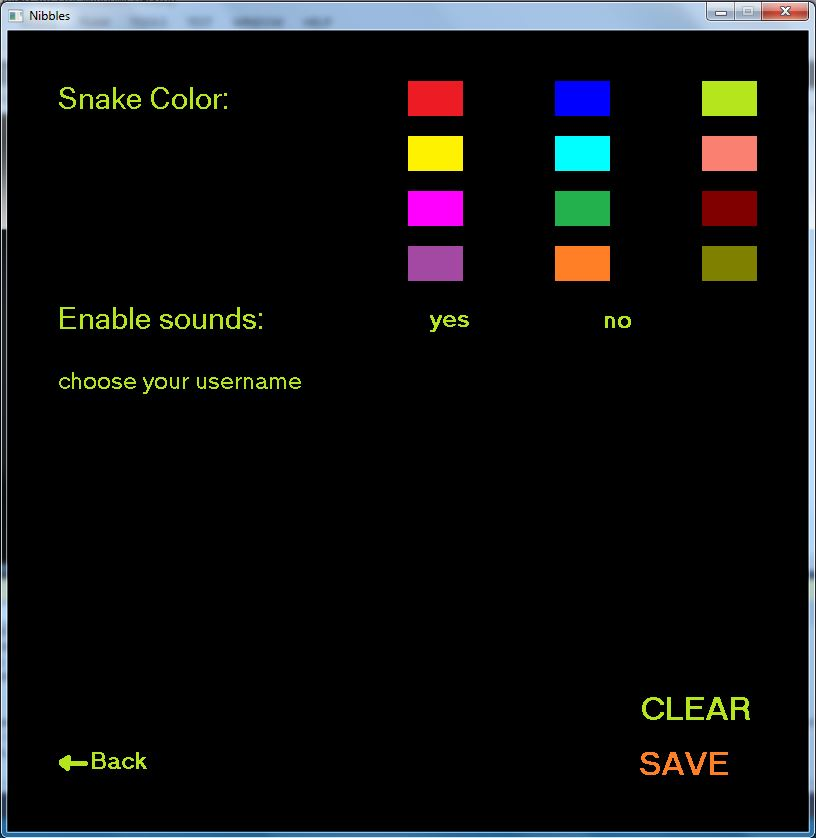 Nibbles
Snake Color:
Enable sounds: yes no
choose your username
CLEAR
Back
SAVE